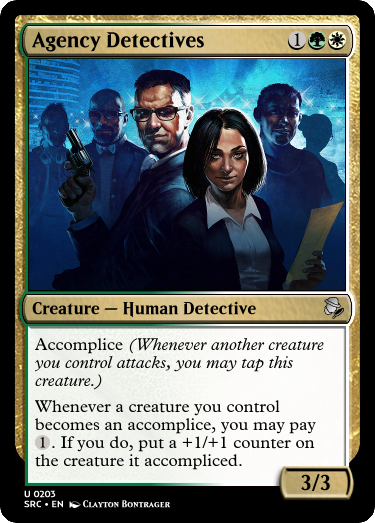 Agency Detectives 1
Creature — Human Detective
Accomplice (Whenever another creature
you control attacks, you may tap this
creature.)
Whenever a creature you control
becomes an accomplice, you may pay
1. If you do, put a +1/+1 counter on
the creature it accompliced.
3/3
U 0203
SRC • EN Clayton Bontrager